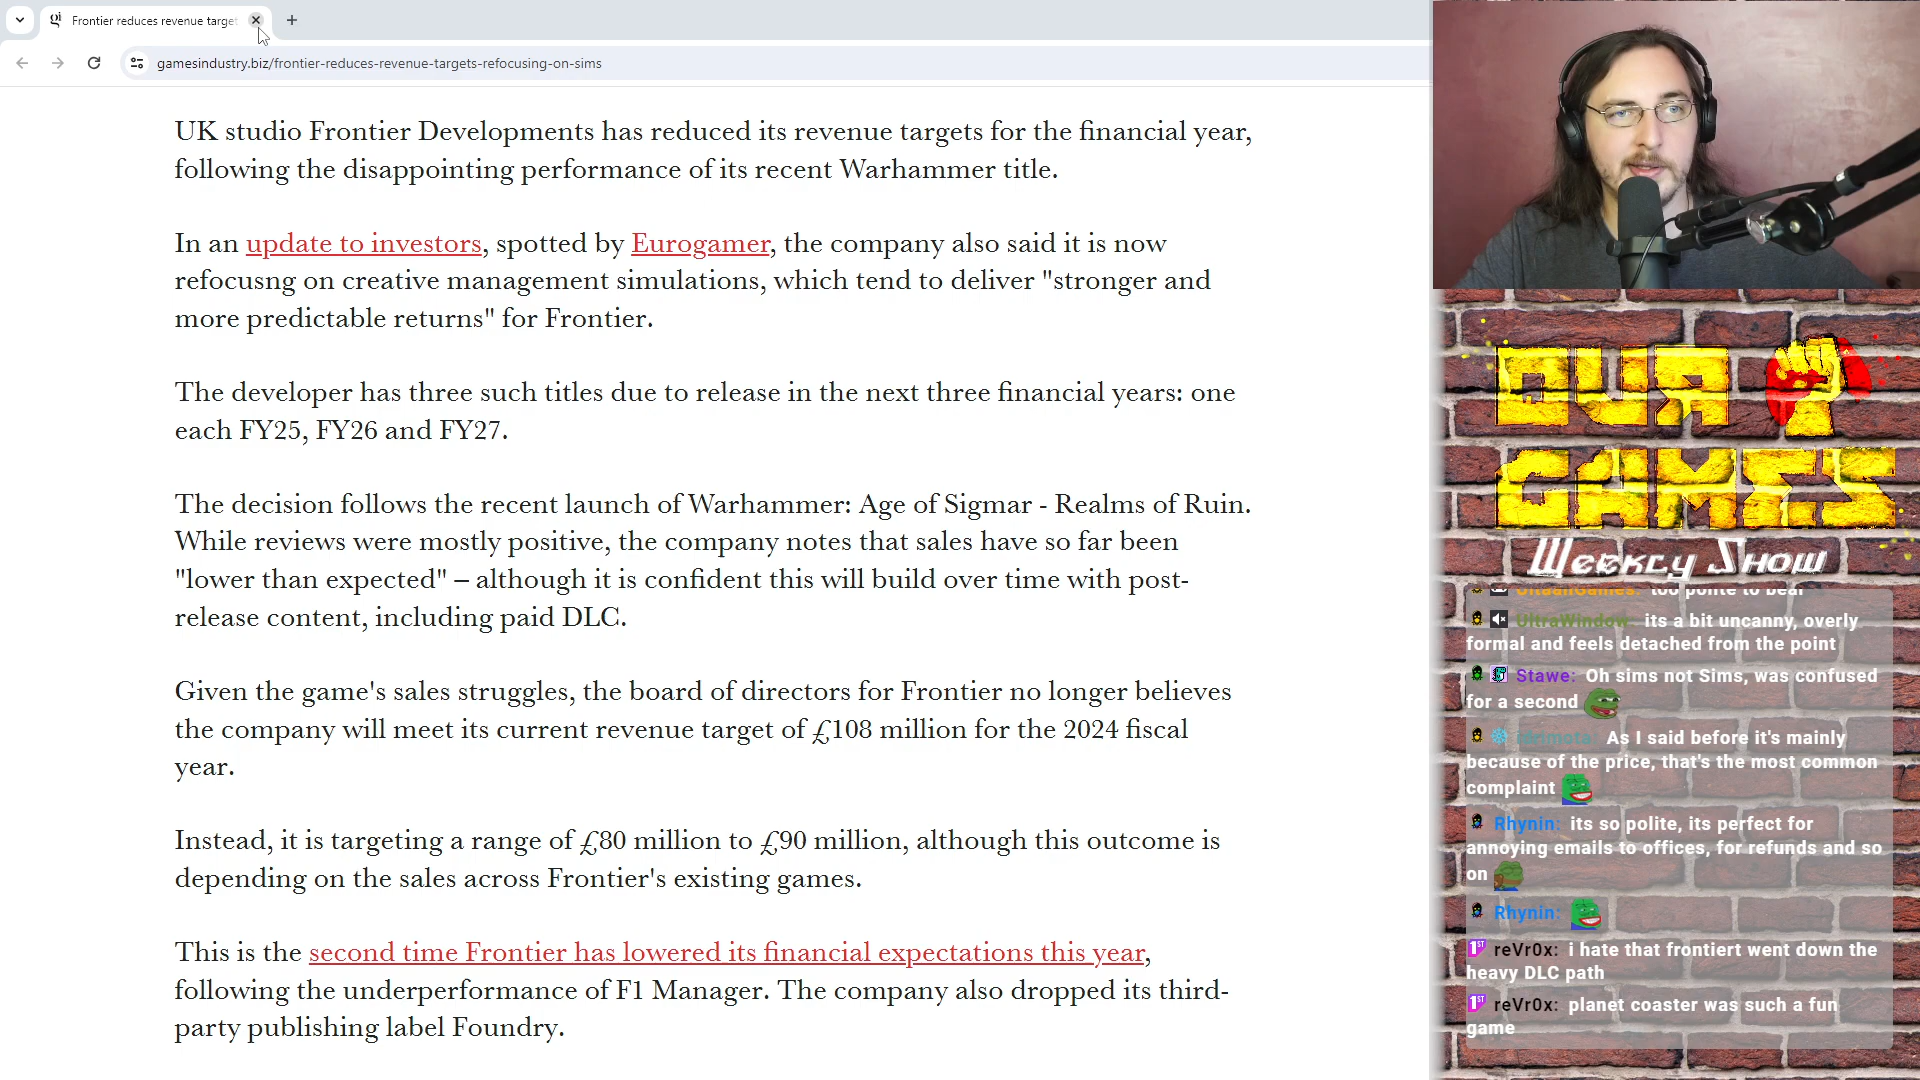 Frontier reduces revenue target
gamesindustry.biz/frontier-reduces-revenue-targets-refocusing-on-sims
UK studio Frontier Developments has reduced its revenue targets for the financial year,
following the disappointing performance of its recent Warhammer title.
In an update to investors, spotted by Eurogamer, the company also said it is now
refocusng on creative management simulations, which tend to deliver "stronger and
more predictable returns" for Frontier.
The developer has three such titles due to release in the next three financial years: one
each FY25, FY26 and FY27.
The decision follows the recent launch of Warhammer: Age of Sigmar - Realms of Ruin.
While reviews were mostly positive, the company notes that sales have so far been
"lower than expected" – although it is confident this will build over time with post-
release content, including paid DLC.
Given the game's sales struggles, the board of directors for Frontier no longer believes
the company will meet its current revenue target of £108 million for the 2024 fiscal
year.
Instead, it is targeting a range of £80 million to £90 million, although this outcome is
depending on the sales across Frontier's existing games.
This is the second time Frontier has lowered its financial expectations this year,
following the underperformance of F1 Manager. The company also dropped its third-
party publishing label Foundry.
OUR
GAMES
Weekly Show
too polite to bear
UltraWindow: its a bit uncanny, overly
formal and feels detached from the point
Stawe: Oh sims not Sims, was confused
for a second
As I said before it's mainly
because of the price, that's the most common
complaint
Rhynin: its so polite, its perfect for
annoying emails to offices, for refunds and so
on
Rhynin:
1ST reVr0x: i hate that frontiert went down the
heavy DLC path
1ST reVr0x: planet coaster was such a fun
game